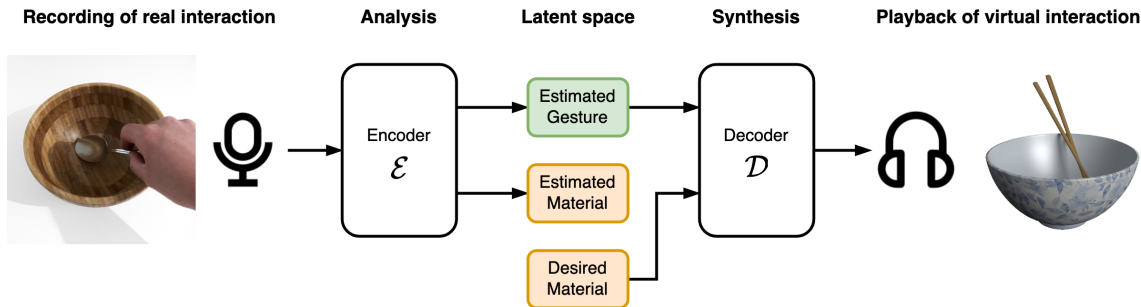 Recording of real interaction
Analysis
Latent space
Synthesis
Playback of virtual interaction
Encoder
ℰ
Estimated
Gesture
Estimated
Material
Desired
Material
Decoder
𝒟